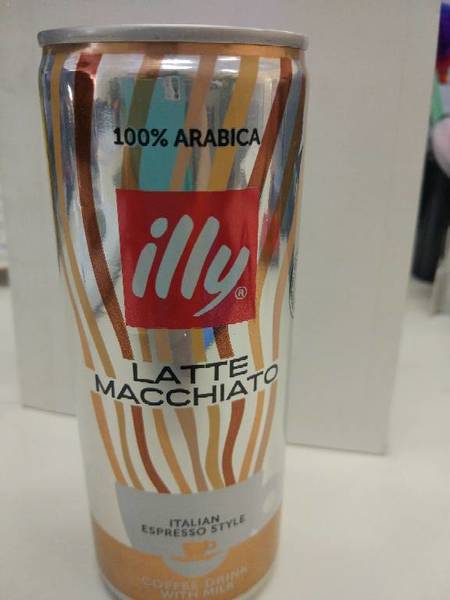 100% ARABICA
illy®
LATTE
MACCHIATO
ITALIAN
ESPRESSO STYLE
COFFEE DRINK
WITH MILK